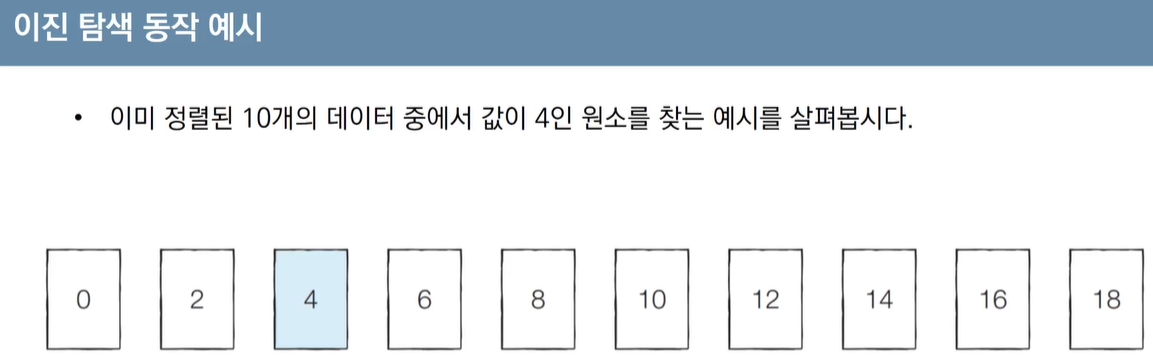 이진 탐색 동작 예시
• 이미 정렬된 10개의 데이터 중에서 값이 4인 원소를 찾는 예시를 살펴봅시다.
0 2 4 6 8 10 12 14 16 18